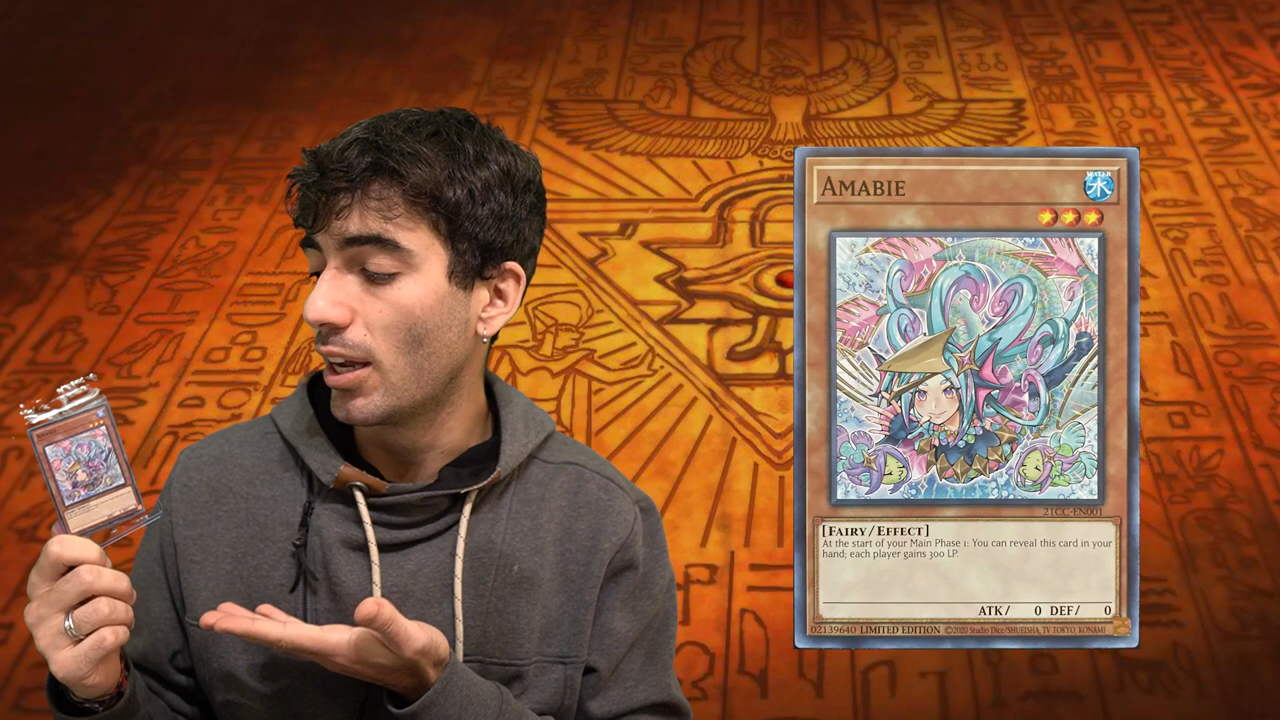 AMABIE
WATER
水
21CC-EN001
[FAIRY/EFFECT]
At the start of your Main Phase 1: You can reveal this card in your
hand; each player gains 300 LP.
ATK/ 0 DEF/ 0
02139640 LIMITED EDITION ©2020 Studio Dice/SHUEISHA, TV TOKYO, KONAMI